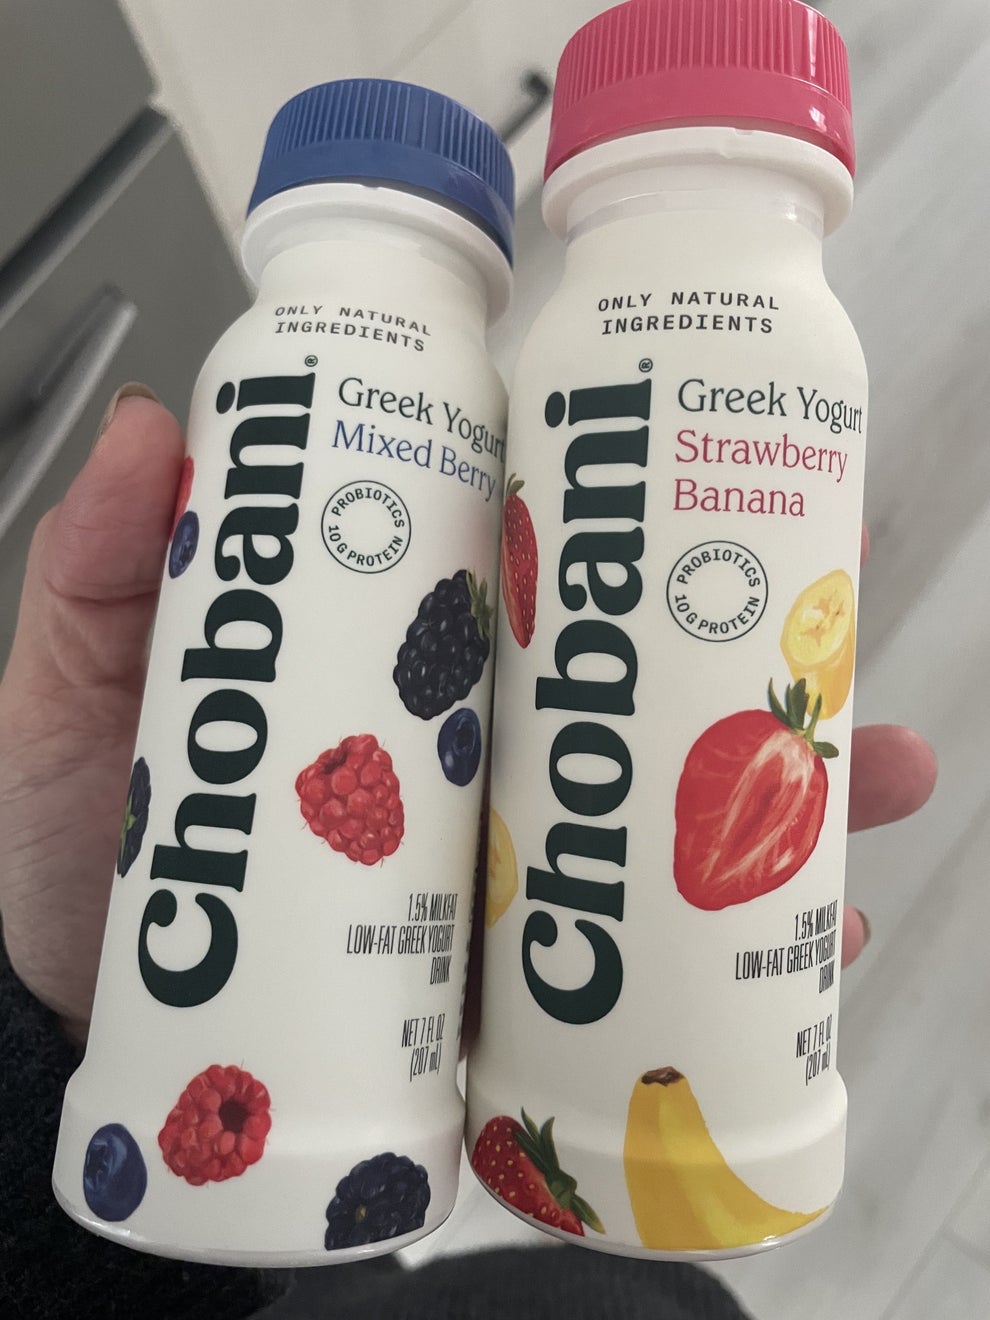 ONLY NATURAL
INGREDIENTS
Chobani®
Greek Yogurt
Mixed Berry
PROBIOTICS
10G PROTEIN
1.5% MILKFAT
LOW-FAT GREEK YOGURT
DRINK
NET 7 FL OZ
(207 mL)
ONLY NATURAL
INGREDIENTS
Chobani®
Greek Yogurt
Strawberry
Banana
PROBIOTICS
10G PROTEIN
1.5% MILKFAT
LOW-FAT GREEK YOGURT
DRINK
NET 7 FL OZ
(207 mL)